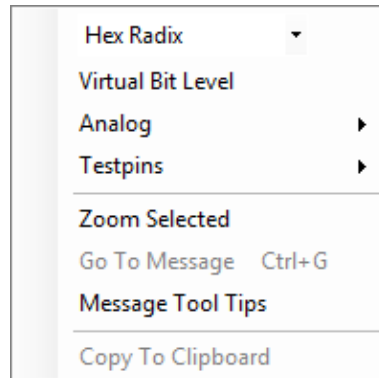 Hex Radix
Virtual Bit Level
Analog
Testpins
Zoom Selected
Go To Message Ctrl+G
Message Tool Tips
Copy To Clipboard